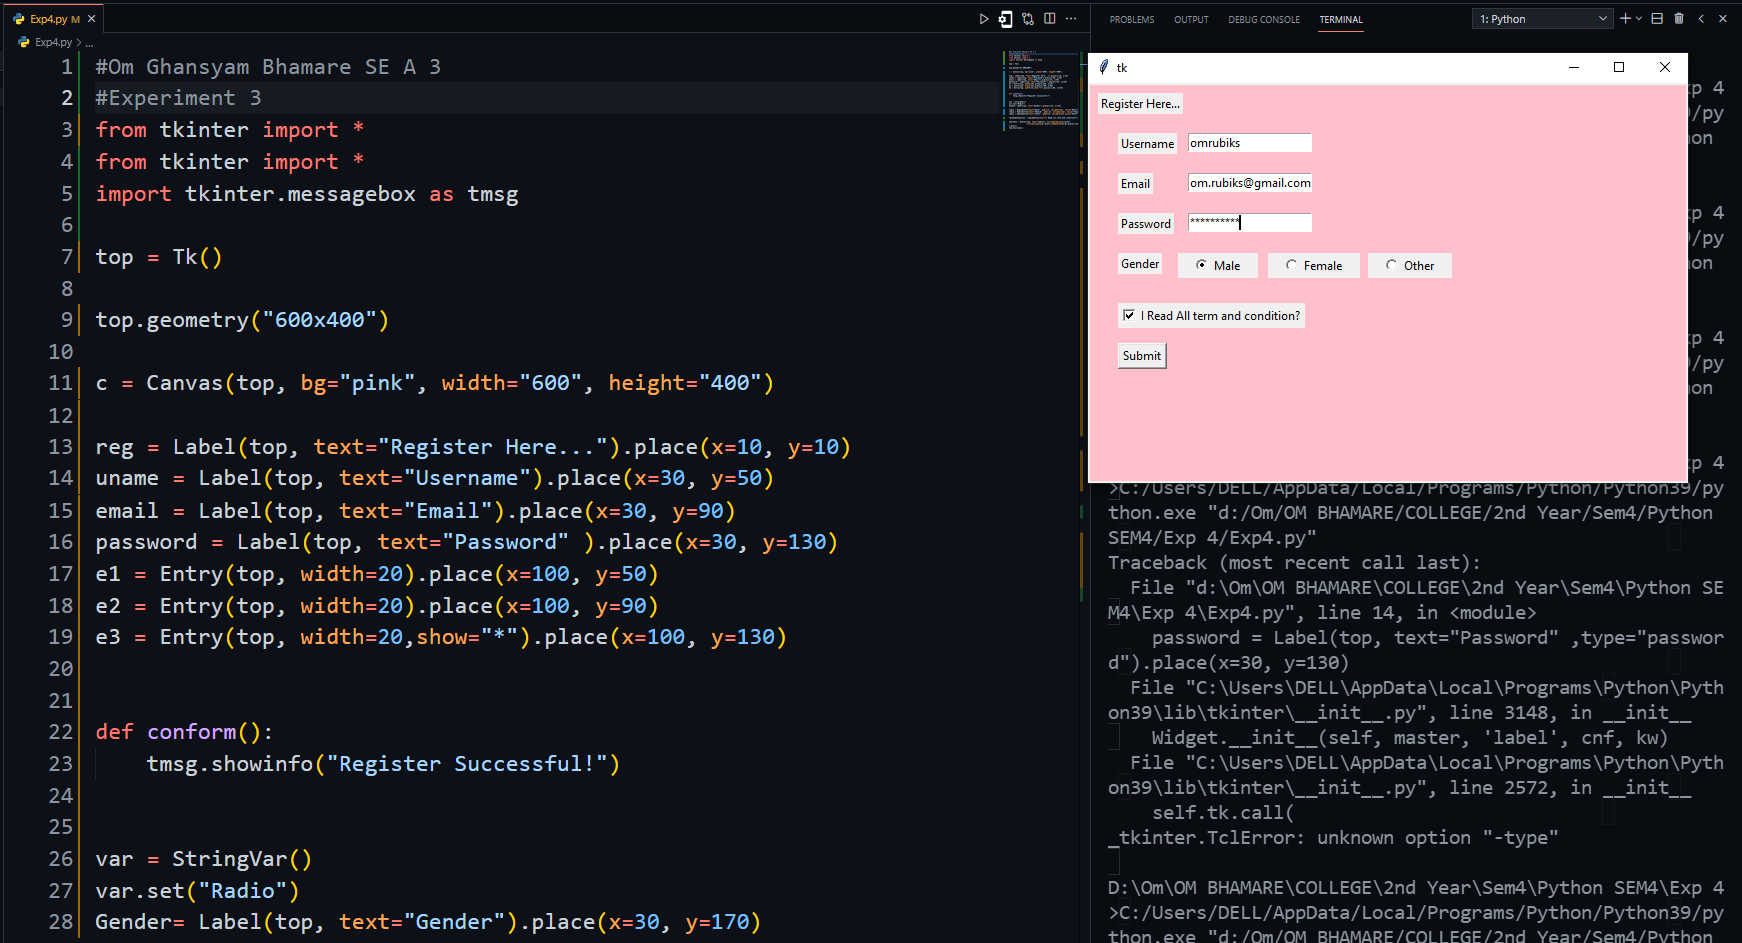 Exp4.py M
Exp4.py > ...
1 #Om Ghansyam Bhamare SE A 3
2 #Experiment 3
3 from tkinter import *
4 from tkinter import *
5 import tkinter.messagebox as tmsg
6
7 top = Tk()
8
9 top.geometry("600x400")
10
11 c = Canvas(top, bg="pink", width="600", height="400")
12
13 reg = Label(top, text="Register Here...").place(x=10, y=10)
14 uname = Label(top, text="Username").place(x=30, y=50)
15 email = Label(top, text="Email").place(x=30, y=90)
16 password = Label(top, text="Password" ).place(x=30, y=130)
17 e1 = Entry(top, width=20).place(x=100, y=50)
18 e2 = Entry(top, width=20).place(x=100, y=90)
19 e3 = Entry(top, width=20,show="*").place(x=100, y=130)
20
21
22 def conform():
23     tmsg.showinfo("Register Successful!")
24
25
26 var = StringVar()
27 var.set("Radio")
28 Gender= Label(top, text="Gender").place(x=30, y=170)
PROBLEMS OUTPUT DEBUG CONSOLE TERMINAL 1: Python
tk
Register Here...
Username omrubiks
Email om.rubiks@gmail.com
Password **********
Gender Male Female Other
I Read All term and condition?
Submit
xp 4
/py
on
xp 4
/py
on
xp 4
/py
on
xp 4
>C:/Users/DELL/AppData/Local/Programs/Python/Python39/py
thon.exe "d:/Om/OM BHAMARE/COLLEGE/2nd Year/Sem4/Python
SEM4/Exp 4/Exp4.py"
Traceback (most recent call last):
  File "d:\Om\OM BHAMARE\COLLEGE\2nd Year\Sem4\Python SE
M4\Exp 4\Exp4.py", line 14, in <module>
    password = Label(top, text="Password" ,type="passwor
d").place(x=30, y=130)
  File "C:\Users\DELL\AppData\Local\Programs\Python\Pyth
on39\lib\tkinter\__init__.py", line 3148, in __init__
    Widget.__init__(self, master, 'label', cnf, kw)
  File "C:\Users\DELL\AppData\Local\Programs\Python\Pyth
on39\lib\tkinter\__init__.py", line 2572, in __init__
    self.tk.call(
_tkinter.TclError: unknown option "-type"
D:\Om\OM BHAMARE\COLLEGE\2nd Year\Sem4\Python SEM4\Exp 4
>C:/Users/DELL/AppData/Local/Programs/Python/Python39/py
thon.exe "d:/Om/OM BHAMARE/COLLEGE/2nd Year/Sem4/Python